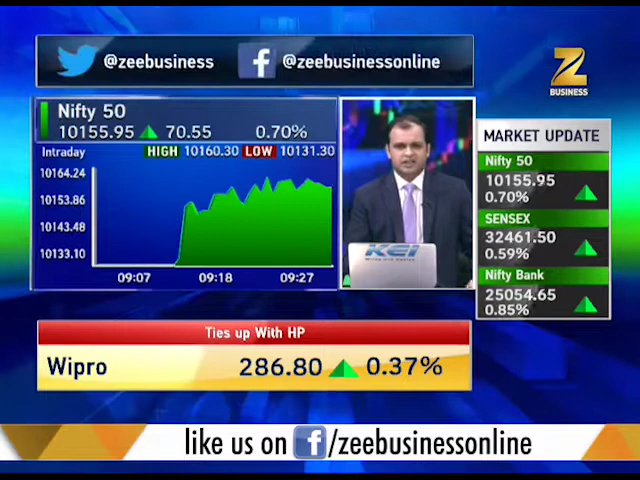 @zeebusiness
@zeebusinessonline
Z
BUSINESS
Nifty 50
10155.95 70.55 0.70%
Intraday HIGH 10160.30 LOW 10131.30
10164.24
10153.86
10143.48
10133.10
09:07 09:18 09:27
KEI
MARKET UPDATE
Nifty 50
10155.95
0.70%
SENSEX
32461.50
0.59%
Nifty Bank
25054.65
0.85%
Ties up With HP
Wipro 286.80 0.37%
like us on f/zeebusinessonline